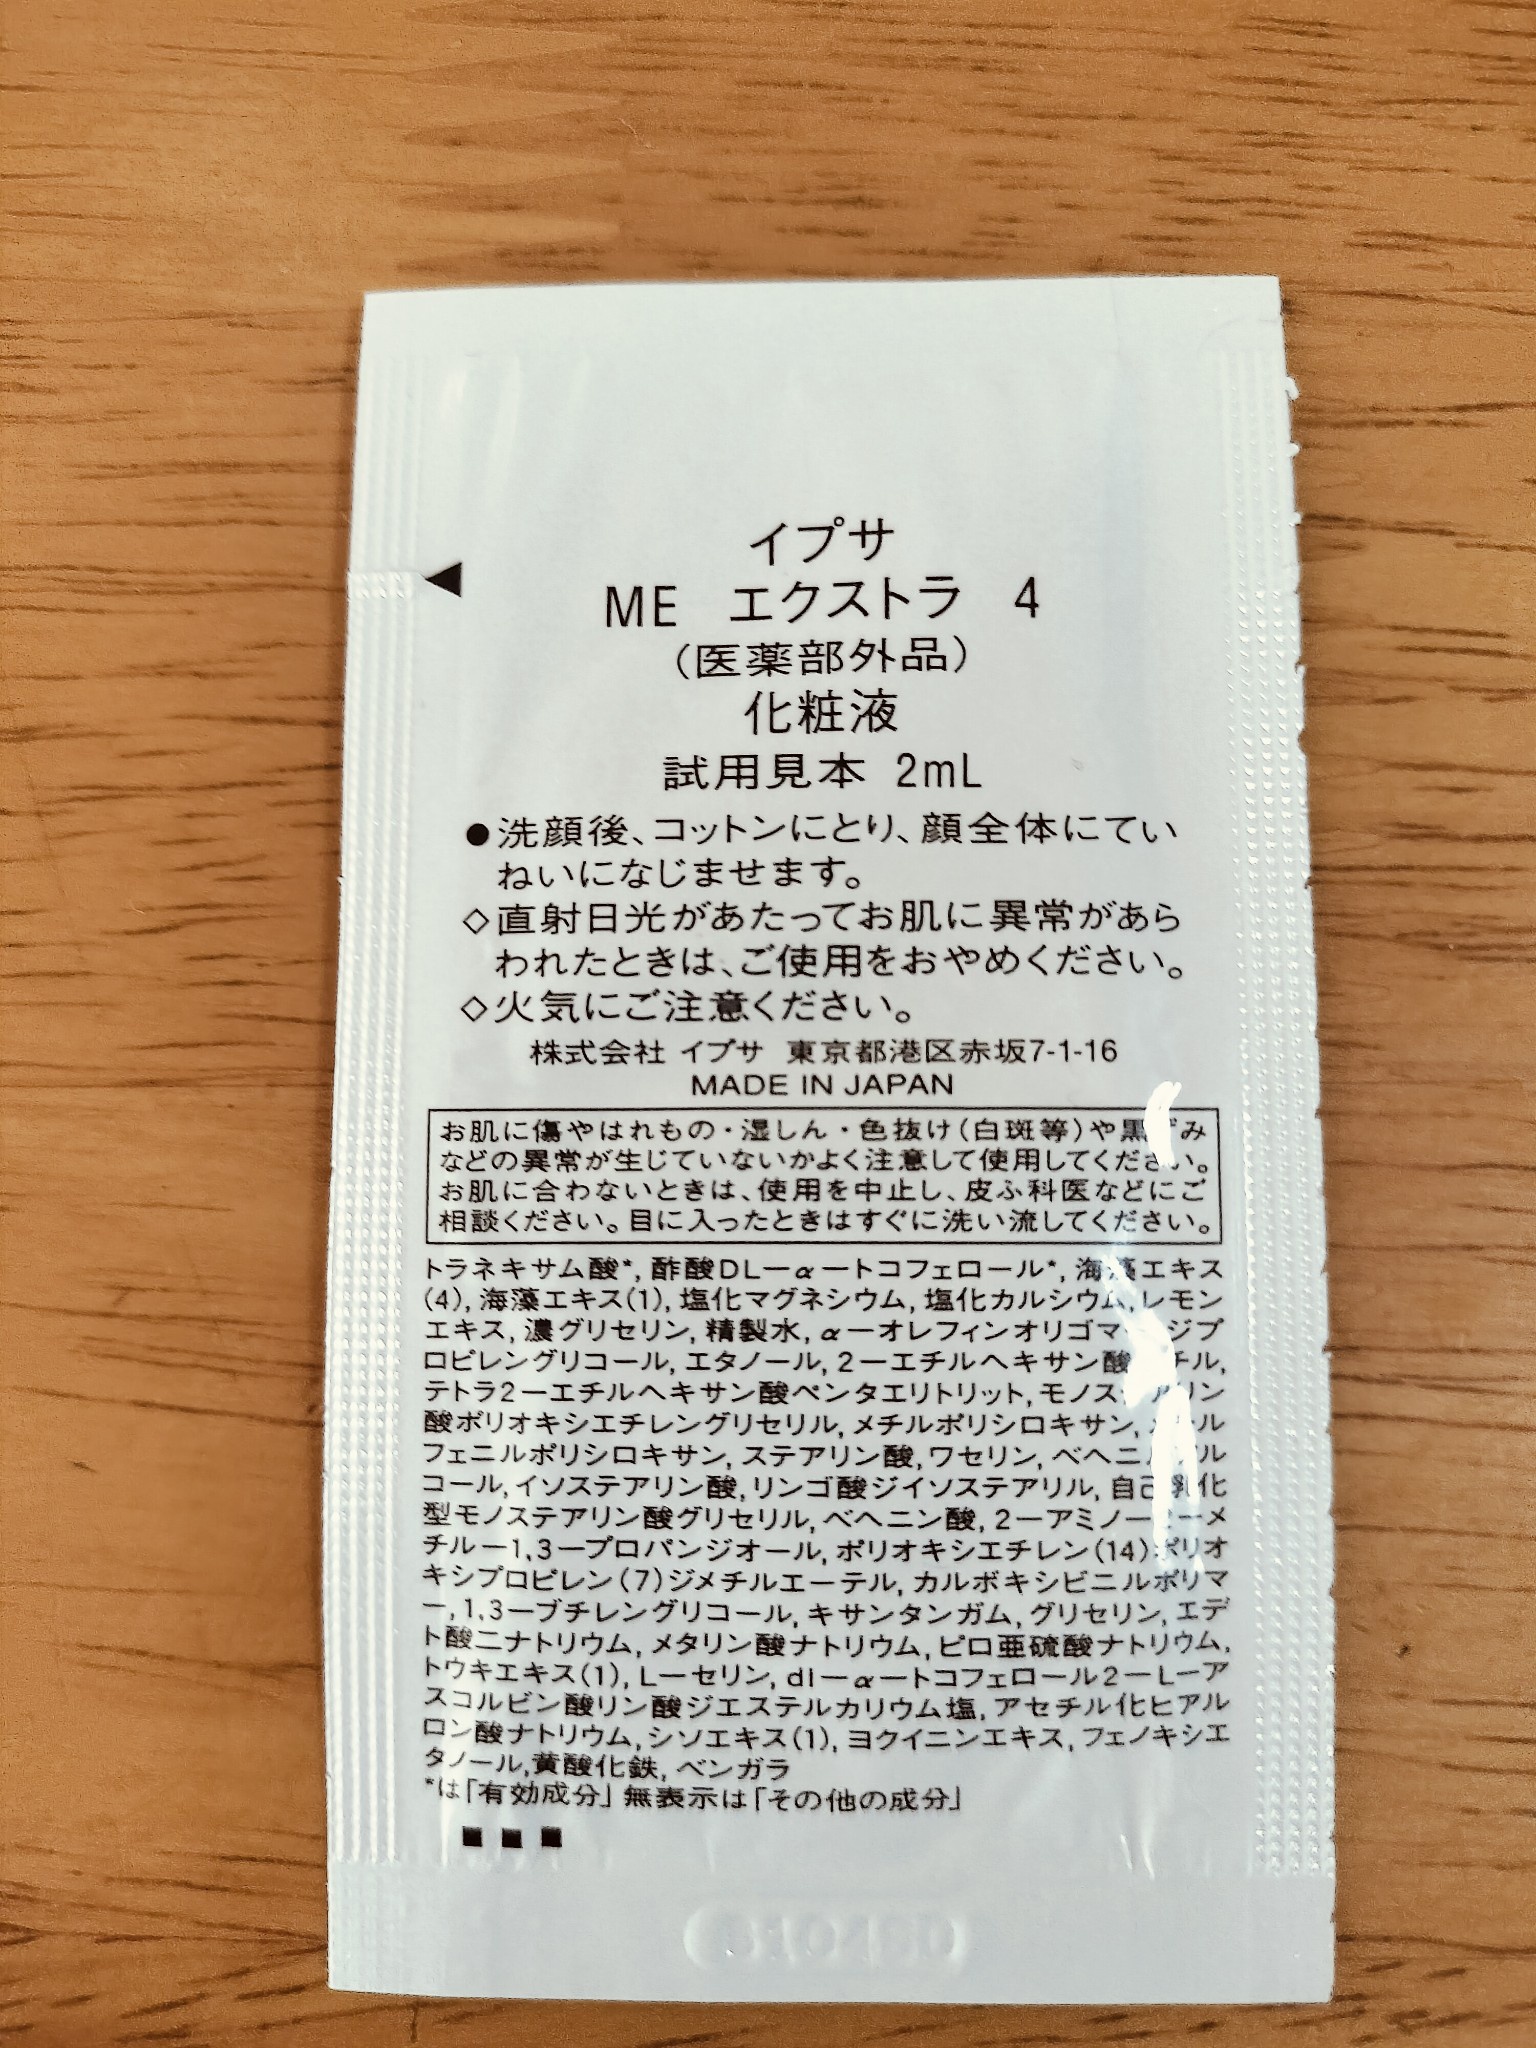 イプサ
ME エクストラ 4
（医薬部外品）
化粧液
試用見本 2mL
●洗顔後、コットンにとり、顔全体にてい
ねいになじませます。
◇直射日光があたってお肌に異常があら
われたときは、ご使用をおやめください。
◇火気にご注意ください。
株式会社 イプサ 東京都港区赤坂7-1-16
MADE IN JAPAN
お肌に傷やはれもの・湿しん・色抜け（白斑等）や黒ずみ
などの異常が生じていないかよく注意して使用してください。
お肌に合わないときは、使用を中止し、皮ふ科医などにご
相談ください。目に入ったときはすぐに洗い流してください。
トラネキサム酸*, 酢酸DL－α－トコフェロール*, 海藻エキス
(4), 海藻エキス(1), 塩化マグネシウム, 塩化カルシウム, レモン
エキス, 濃グリセリン, 精製水, α－オレフィンオリゴマー, ジプ
ロピレングリコール, エタノール, 2－エチルヘキサン酸セチル,
テトラ2－エチルヘキサン酸ペンタエリトリット, モノステアリン
酸ポリオキシエチレングリセリル, メチルポリシロキサン, メチル
フェニルポリシロキサン, ステアリン酸, ワセリン, ベヘニルアル
コール, イソステアリン酸, リンゴ酸ジイソステアリル, 自己乳化
型モノステアリン酸グリセリル, ベヘニン酸, 2－アミノ－2－メ
チル－1,3－プロパンジオール, ポリオキシエチレン(14)ポリオ
キシプロピレン(7)ジメチルエーテル, カルボキシビニルポリマ
ー, 1,3－ブチレングリコール, キサンタンガム, グリセリン, エデ
ト酸二ナトリウム, メタリン酸ナトリウム, ピロ亜硫酸ナトリウム,
トウキエキス(1), L－セリン, dl－α－トコフェロール2－L－ア
スコルビン酸リン酸ジエステルカリウム塩, アセチル化ヒアル
ロン酸ナトリウム, シソエキス(1), ヨクイニンエキス, フェノキシエ
タノール, 黄酸化鉄, ベンガラ
*は「有効成分」無表示は「その他の成分」